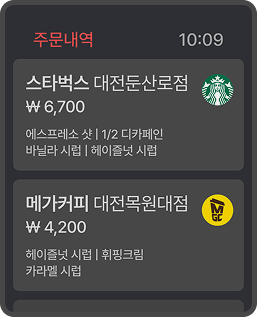 주문내역 10:09
스타벅스 대전둔산로점
₩ 6,700
에스프레소 샷 | 1/2 디카페인
바닐라 시럽 | 헤이즐넛 시럽
메가커피 대전목원대점
MGC
₩ 4,200
헤이즐넛 시럽 | 휘핑크림
카라멜 시럽